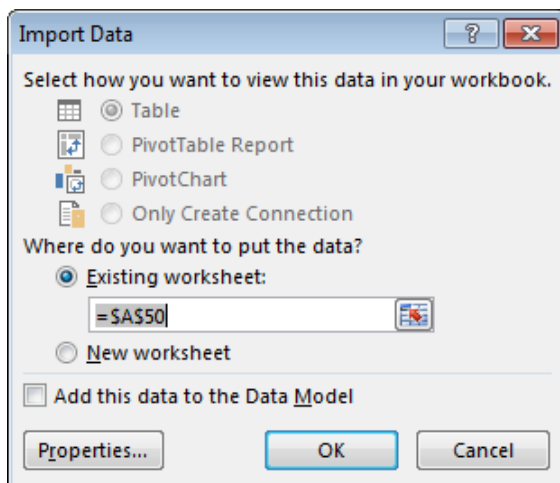 Import Data
Select how you want to view this data in your workbook.
Table
PivotTable Report
PivotChart
Only Create Connection
Where do you want to put the data?
Existing worksheet:
=$A$50
New worksheet
Add this data to the Data Model
Properties... OK Cancel